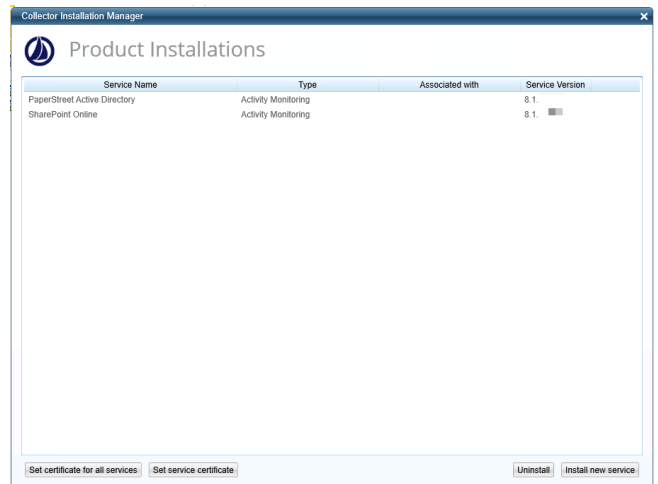 Collector Installation Manager
Product Installations
Service Name Type Associated with Service Version
PaperStreet Active Directory Activity Monitoring 8.1.
SharePoint Online Activity Monitoring 8.1.
Set certificate for all services Set service certificate Uninstall Install new service